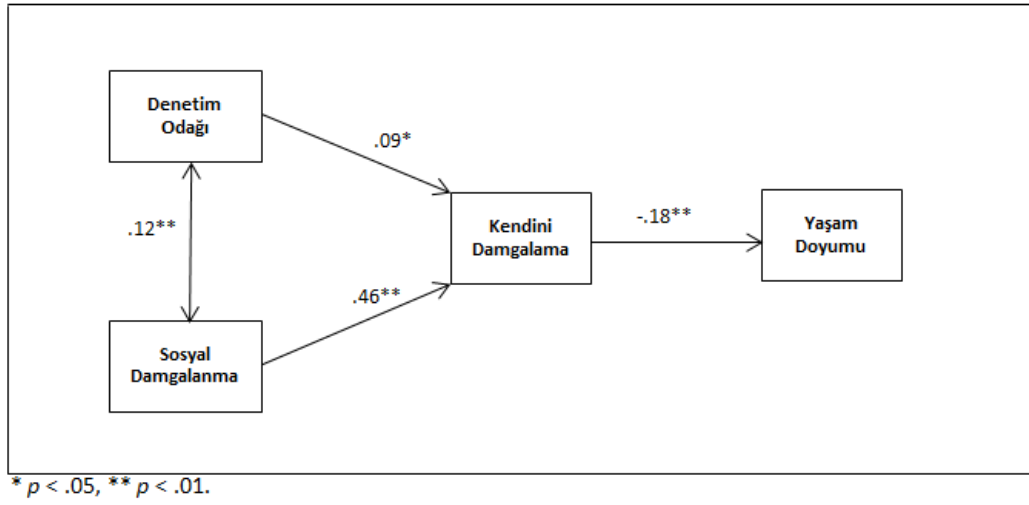 Denetim
Odağı
.09*
.12**
Kendini
Damgalama
-.18**
Yaşam
Doyumu
.46**
Sosyal
Damgalanma
* p < .05, ** p < .01.